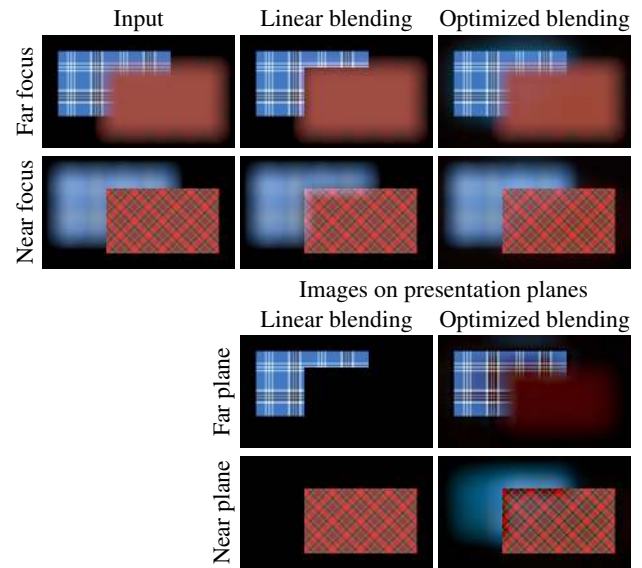 Input Linear blending Optimized blending
Far focus
Near focus
Images on presentation planes
Linear blending Optimized blending
Far plane
Near plane